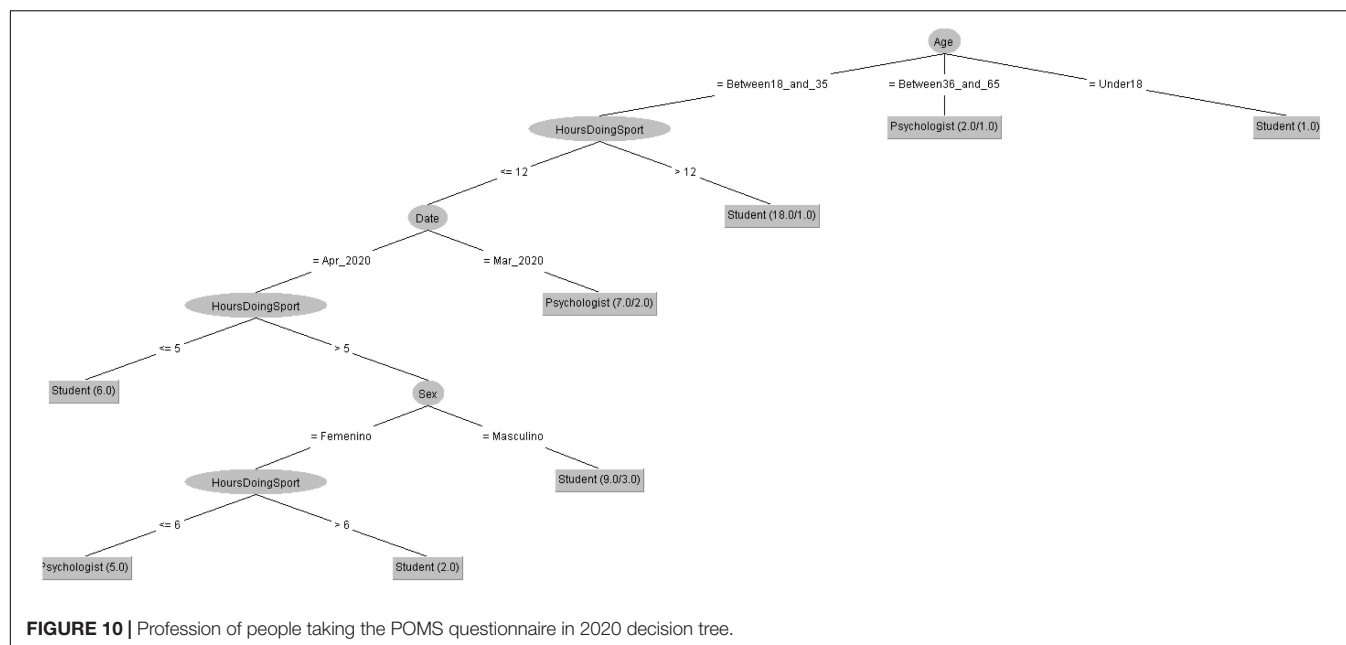 Age
= Between18_and_35
= Between36_and_65
= Under18
HoursDoingSport
Psychologist (2.0/1.0)
Student (1.0)
<= 12
> 12
Date
Student (18.0/1.0)
= Apr_2020
= Mar_2020
HoursDoingSport
Psychologist (7.0/2.0)
<= 5
> 5
Student (6.0)
Sex
= Femenino
= Masculino
HoursDoingSport
Student (9.0/3.0)
<= 6
> 6
Psychologist (5.0)
Student (2.0)
FIGURE 10 | Profession of people taking the POMS questionnaire in 2020 decision tree.